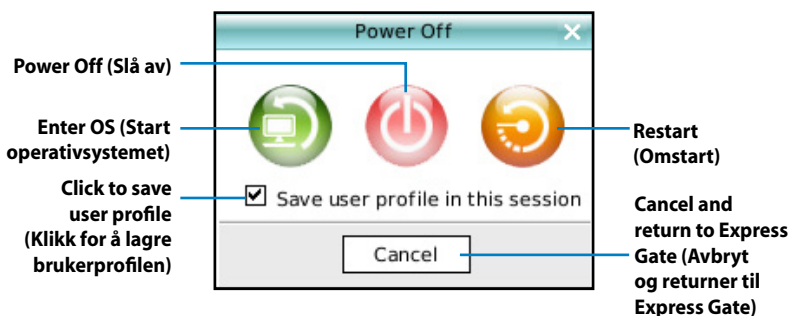 Power Off
Power Off (Slå av)
Enter OS (Start
operativsystemet)
Click to save
user profile
(Klikk for å lagre
brukerprofilen)
Save user profile in this session
Cancel
Restart
(Omstart)
Cancel and
return to Express
Gate (Avbryt
og returner til
Express Gate)